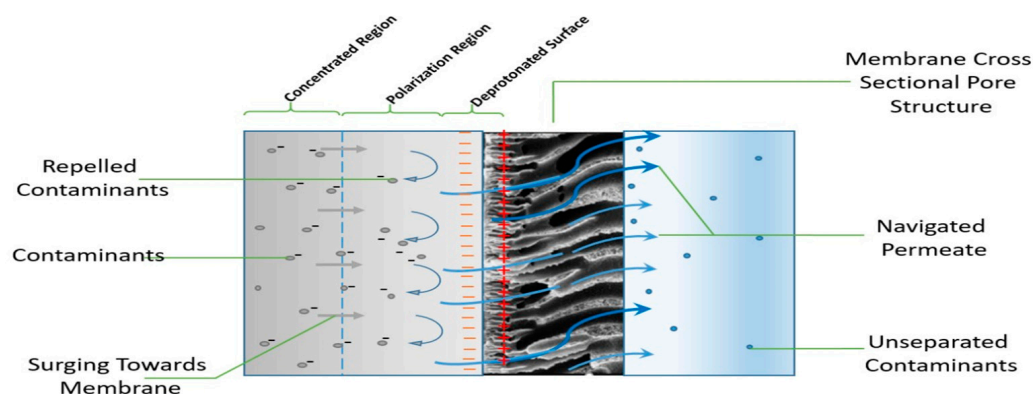 Concentrated Region
Polarization Region
Deprotonated Surface
Membrane Cross
Sectional Pore
Structure
Repelled
Contaminants
Contaminants
Surging Towards
Membrane
Navigated
Permeate
Unseparated
Contaminants